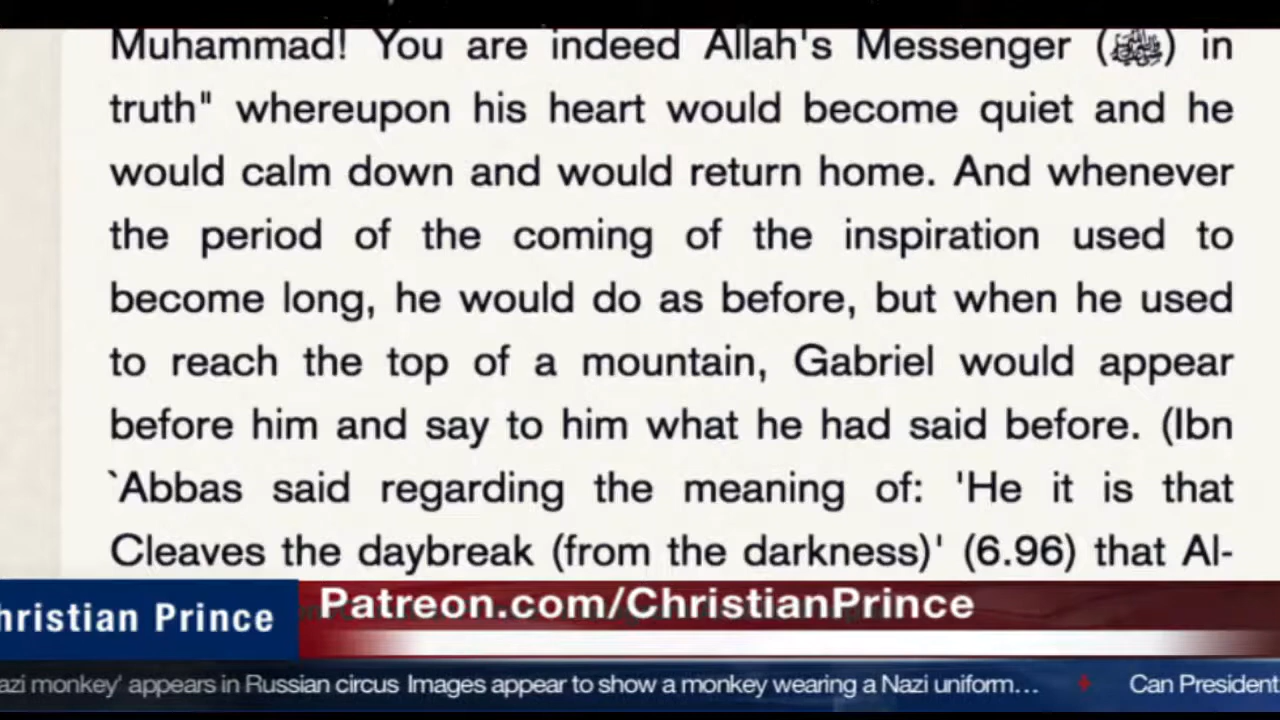 Muhammad! You are indeed Allah's Messenger (ﷺ) in
truth" whereupon his heart would become quiet and he
would calm down and would return home. And whenever
the period of the coming of the inspiration used to
become long, he would do as before, but when he used
to reach the top of a mountain, Gabriel would appear
before him and say to him what he had said before. (Ibn
`Abbas said regarding the meaning of: 'He it is that
Cleaves the daybreak (from the darkness)' (6.96) that Al-
hristian Prince
Patreon.com/ChristianPrince
azi monkey' appears in Russian circus Images appear to show a monkey wearing a Nazi uniform… Can President